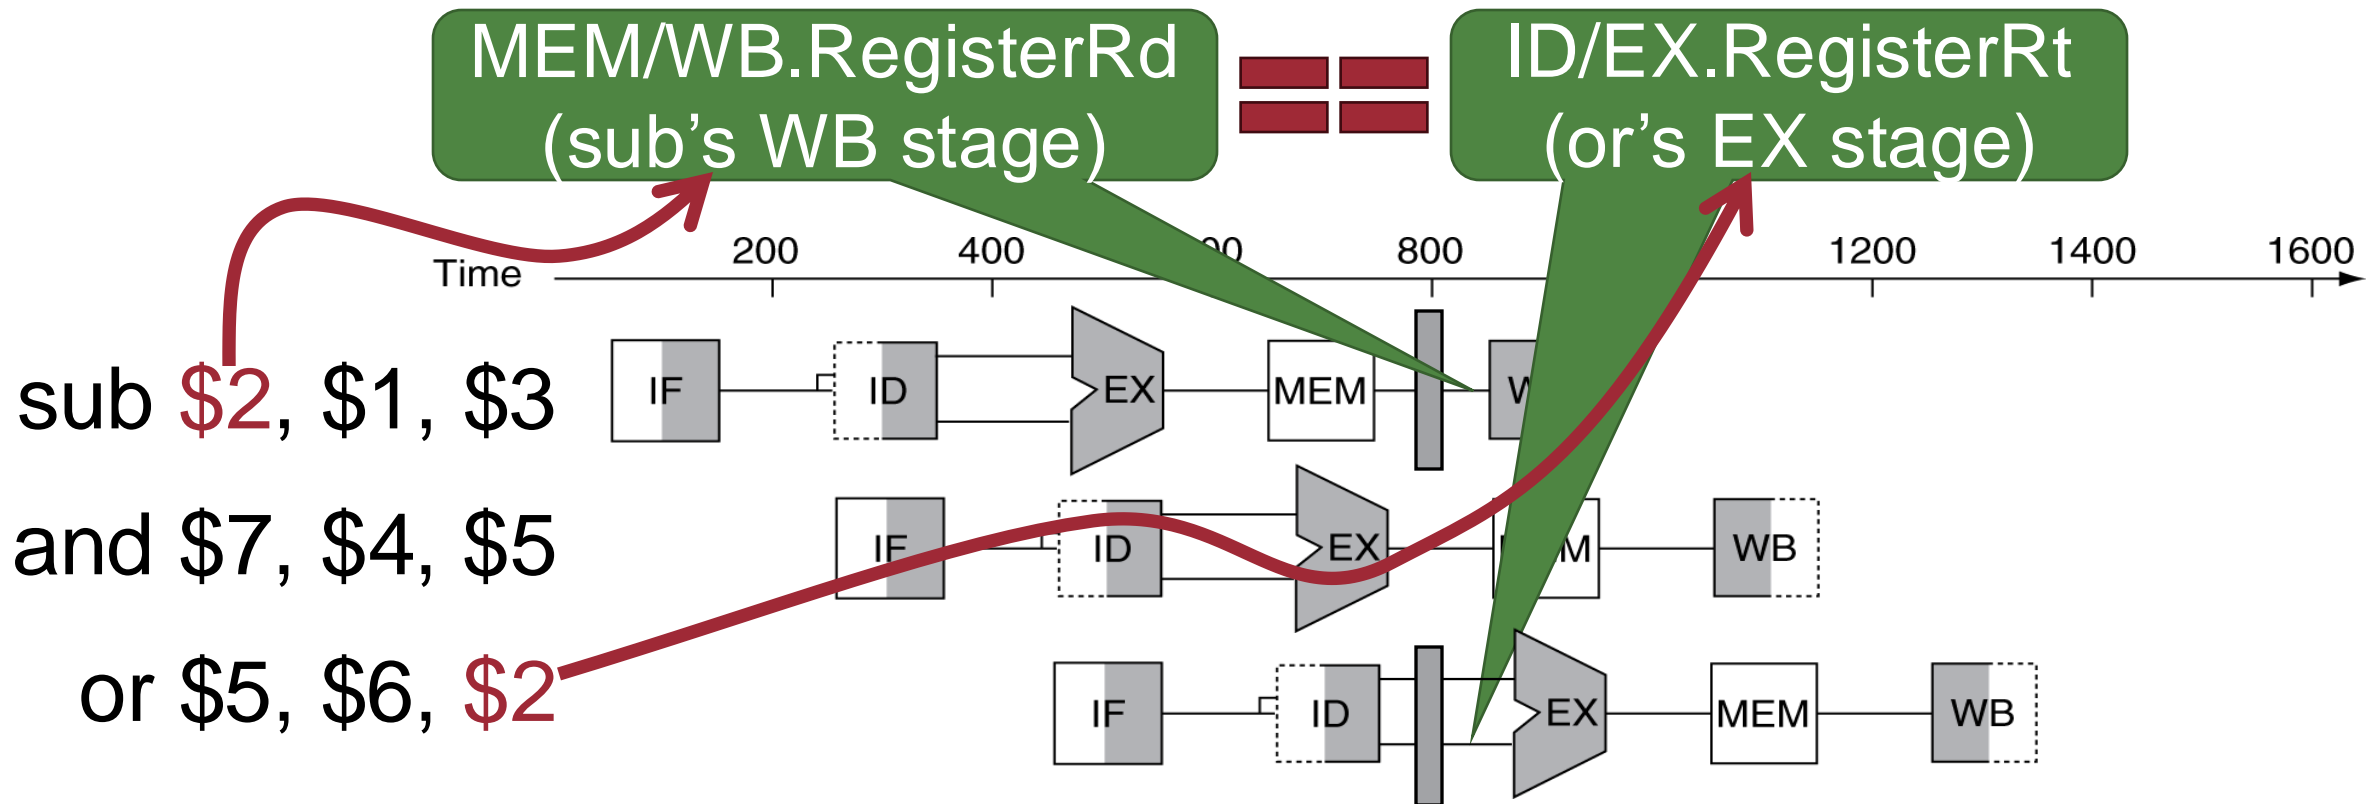 MEM/WB.RegisterRd
(sub's WB stage)
ID/EX.RegisterRt
(or's EX stage)
Time 200 400 800 1200 1400 1600
sub $2, $1, $3 IF ID EX MEM
and $7, $4, $5 IF ID EX WB
or $5, $6, $2 IF ID EX MEM WB